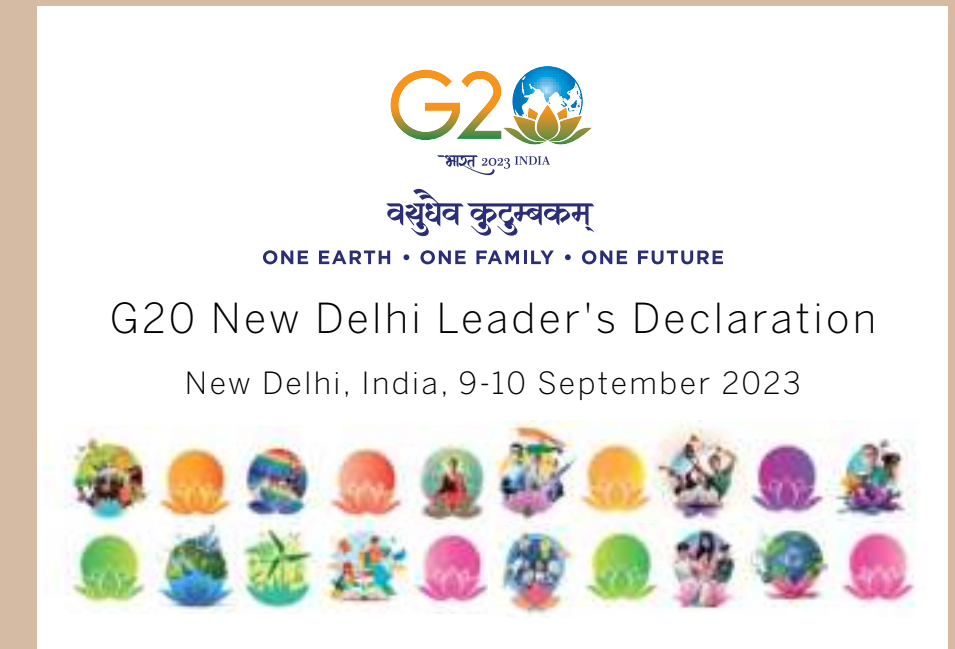 G20
भारत 2023 INDIA
वसुधैव कुटुम्बकम्
ONE EARTH • ONE FAMILY • ONE FUTURE
G20 New Delhi Leader's Declaration
New Delhi, India, 9-10 September 2023